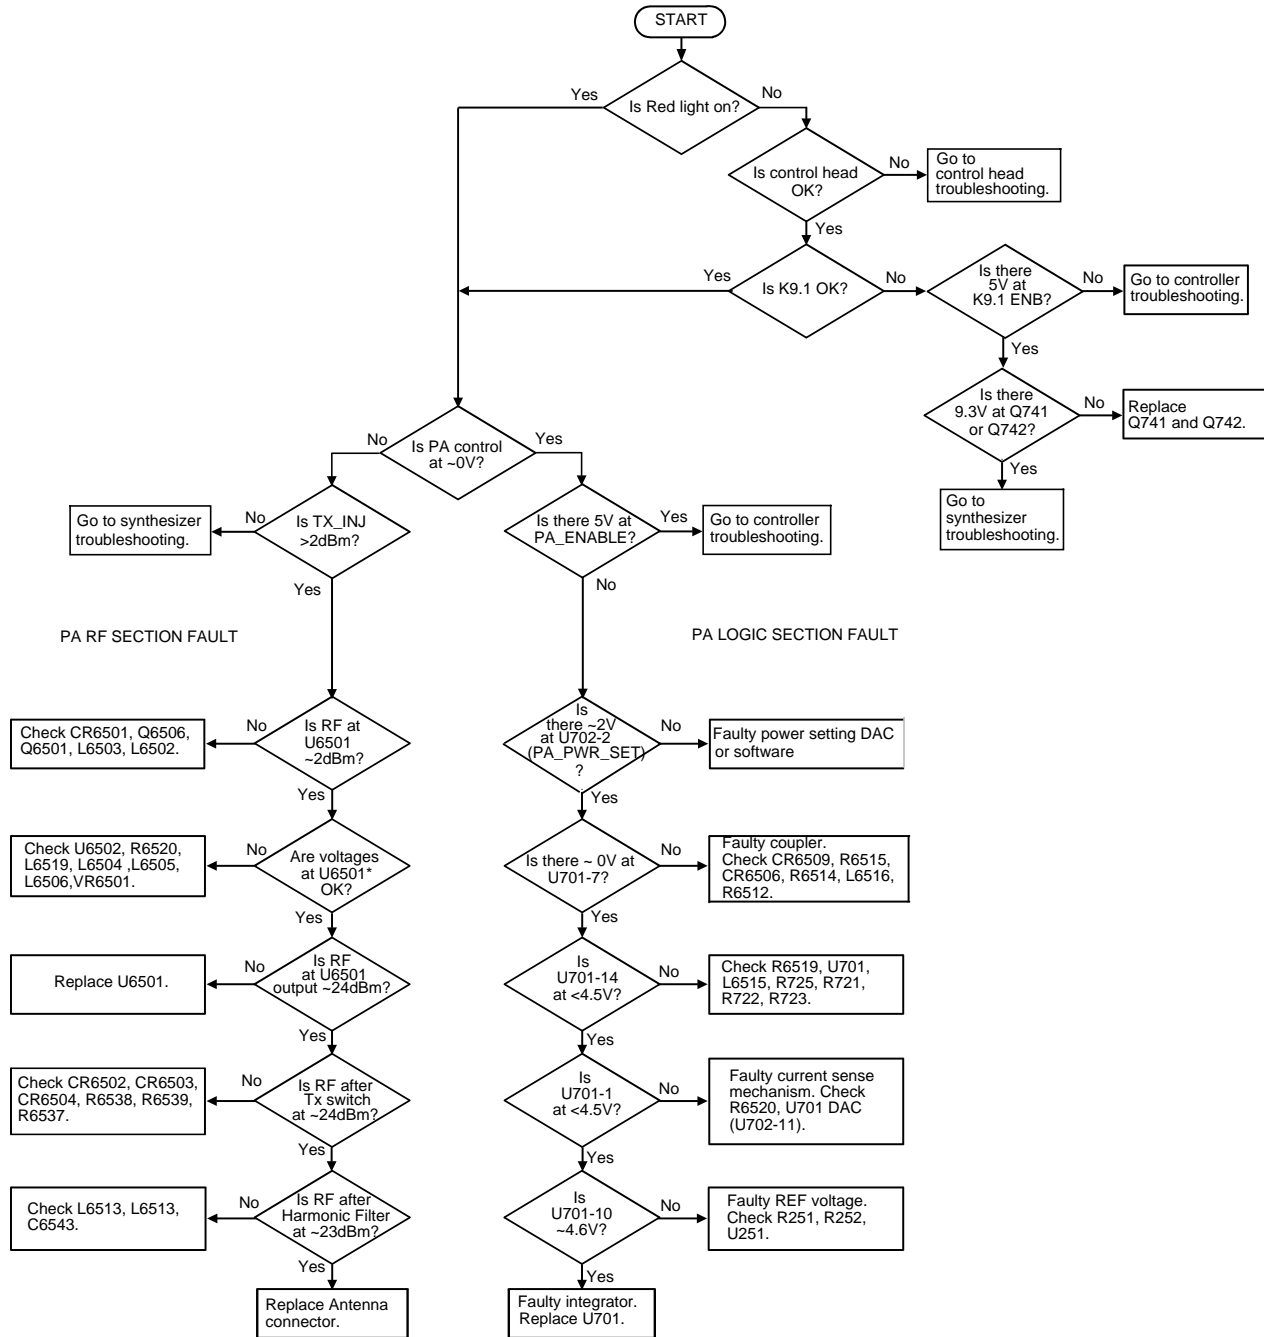 START
Is Red light on?
Yes
No
Is control head
OK?
No
Go to
control head
troubleshooting.
Yes
Is K9.1 OK?
Yes
No
Is there
5V at
K9.1 ENB?
No
Go to controller
troubleshooting.
Yes
Is there
9.3V at Q741
or Q742?
No
Replace
Q741 and Q742.
Yes
Go to
synthesizer
troubleshooting.
Is PA control
at ~0V?
No
Yes
Is TX_INJ
>2dBm?
No
Go to synthesizer
troubleshooting.
Yes
Is there 5V at
PA_ENABLE?
Yes
Go to controller
troubleshooting.
No
PA RF SECTION FAULT
PA LOGIC SECTION FAULT
Is RF at
U6501
~2dBm?
No
Check CR6501, Q6506,
Q6501, L6503, L6502.
Yes
Are voltages
at U6501*
OK?
No
Check U6502, R6520,
L6519, L6504 ,L6505,
L6506,VR6501.
Yes
Is RF
at U6501
output ~24dBm?
No
Replace U6501.
Yes
Is RF after
Tx switch
at ~24dBm?
No
Check CR6502, CR6503,
CR6504, R6538, R6539,
R6537.
Yes
Is RF after
Harmonic Filter
at ~23dBm?
No
Check L6513, L6513,
C6543.
Yes
Replace Antenna
connector.
Is
there ~2V
at U702-2
(PA_PWR_SET)
?
No
Faulty power setting DAC
or software
Yes
Is there ~ 0V at
U701-7?
No
Faulty coupler.
Check CR6509, R6515,
CR6506, R6514, L6516,
R6512.
Yes
Is
U701-14
at <4.5V?
No
Check R6519, U701,
L6515, R725, R721,
R722, R723.
Yes
Is
U701-1
at <4.5V?
No
Faulty current sense
mechanism. Check
R6520, U701 DAC
(U702-11).
Yes
Is
U701-10
~4.6V?
No
Faulty REF voltage.
Check R251, R252,
U251.
Yes
Faulty integrator.
Replace U701.